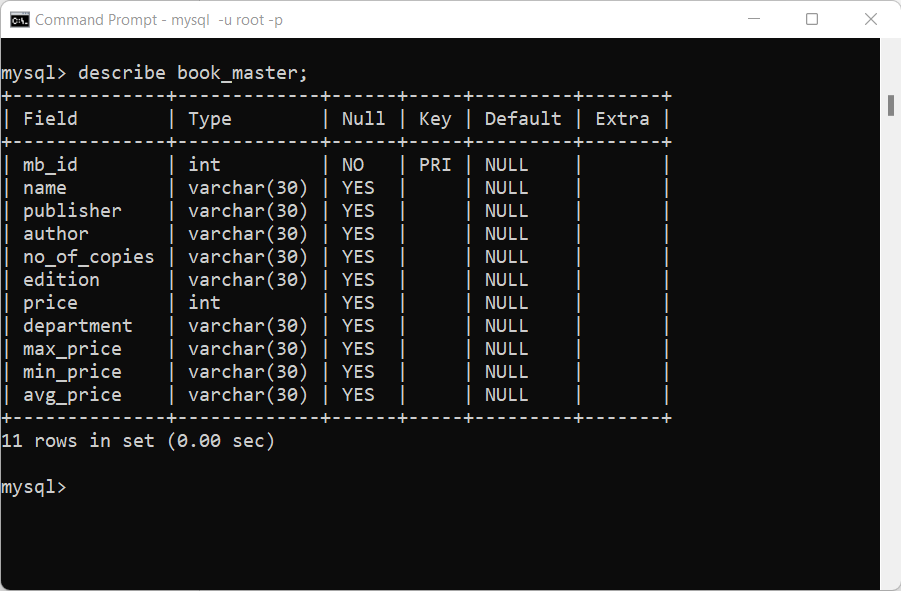 Command Prompt - mysql  -u root -p
mysql> describe book_master;
+--------------+-------------+------+-----+---------+-------+
| Field        | Type        | Null | Key | Default | Extra |
+--------------+-------------+------+-----+---------+-------+
| mb_id        | int         | NO   | PRI | NULL    |       |
| name         | varchar(30) | YES  |     | NULL    |       |
| publisher    | varchar(30) | YES  |     | NULL    |       |
| author       | varchar(30) | YES  |     | NULL    |       |
| no_of_copies | varchar(30) | YES  |     | NULL    |       |
| edition      | varchar(30) | YES  |     | NULL    |       |
| price        | int         | YES  |     | NULL    |       |
| department   | varchar(30) | YES  |     | NULL    |       |
| max_price    | varchar(30) | YES  |     | NULL    |       |
| min_price    | varchar(30) | YES  |     | NULL    |       |
| avg_price    | varchar(30) | YES  |     | NULL    |       |
+--------------+-------------+------+-----+---------+-------+
11 rows in set (0.00 sec)
mysql>